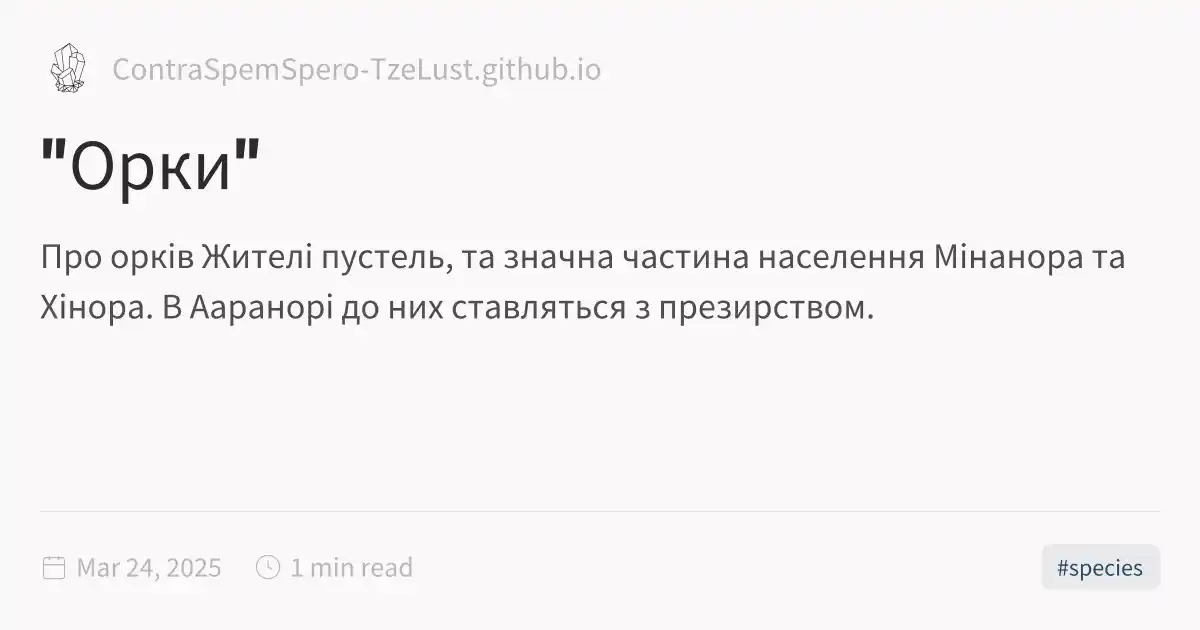 ContraSpemSpero-TzeLust.github.io
"Орки"
Про орків Жителі пустель, та значна частина населення Мінанора та
Хінора. В Ааранорі до них ставляться з презирством.
Mar 24, 2025 1 min read
#species